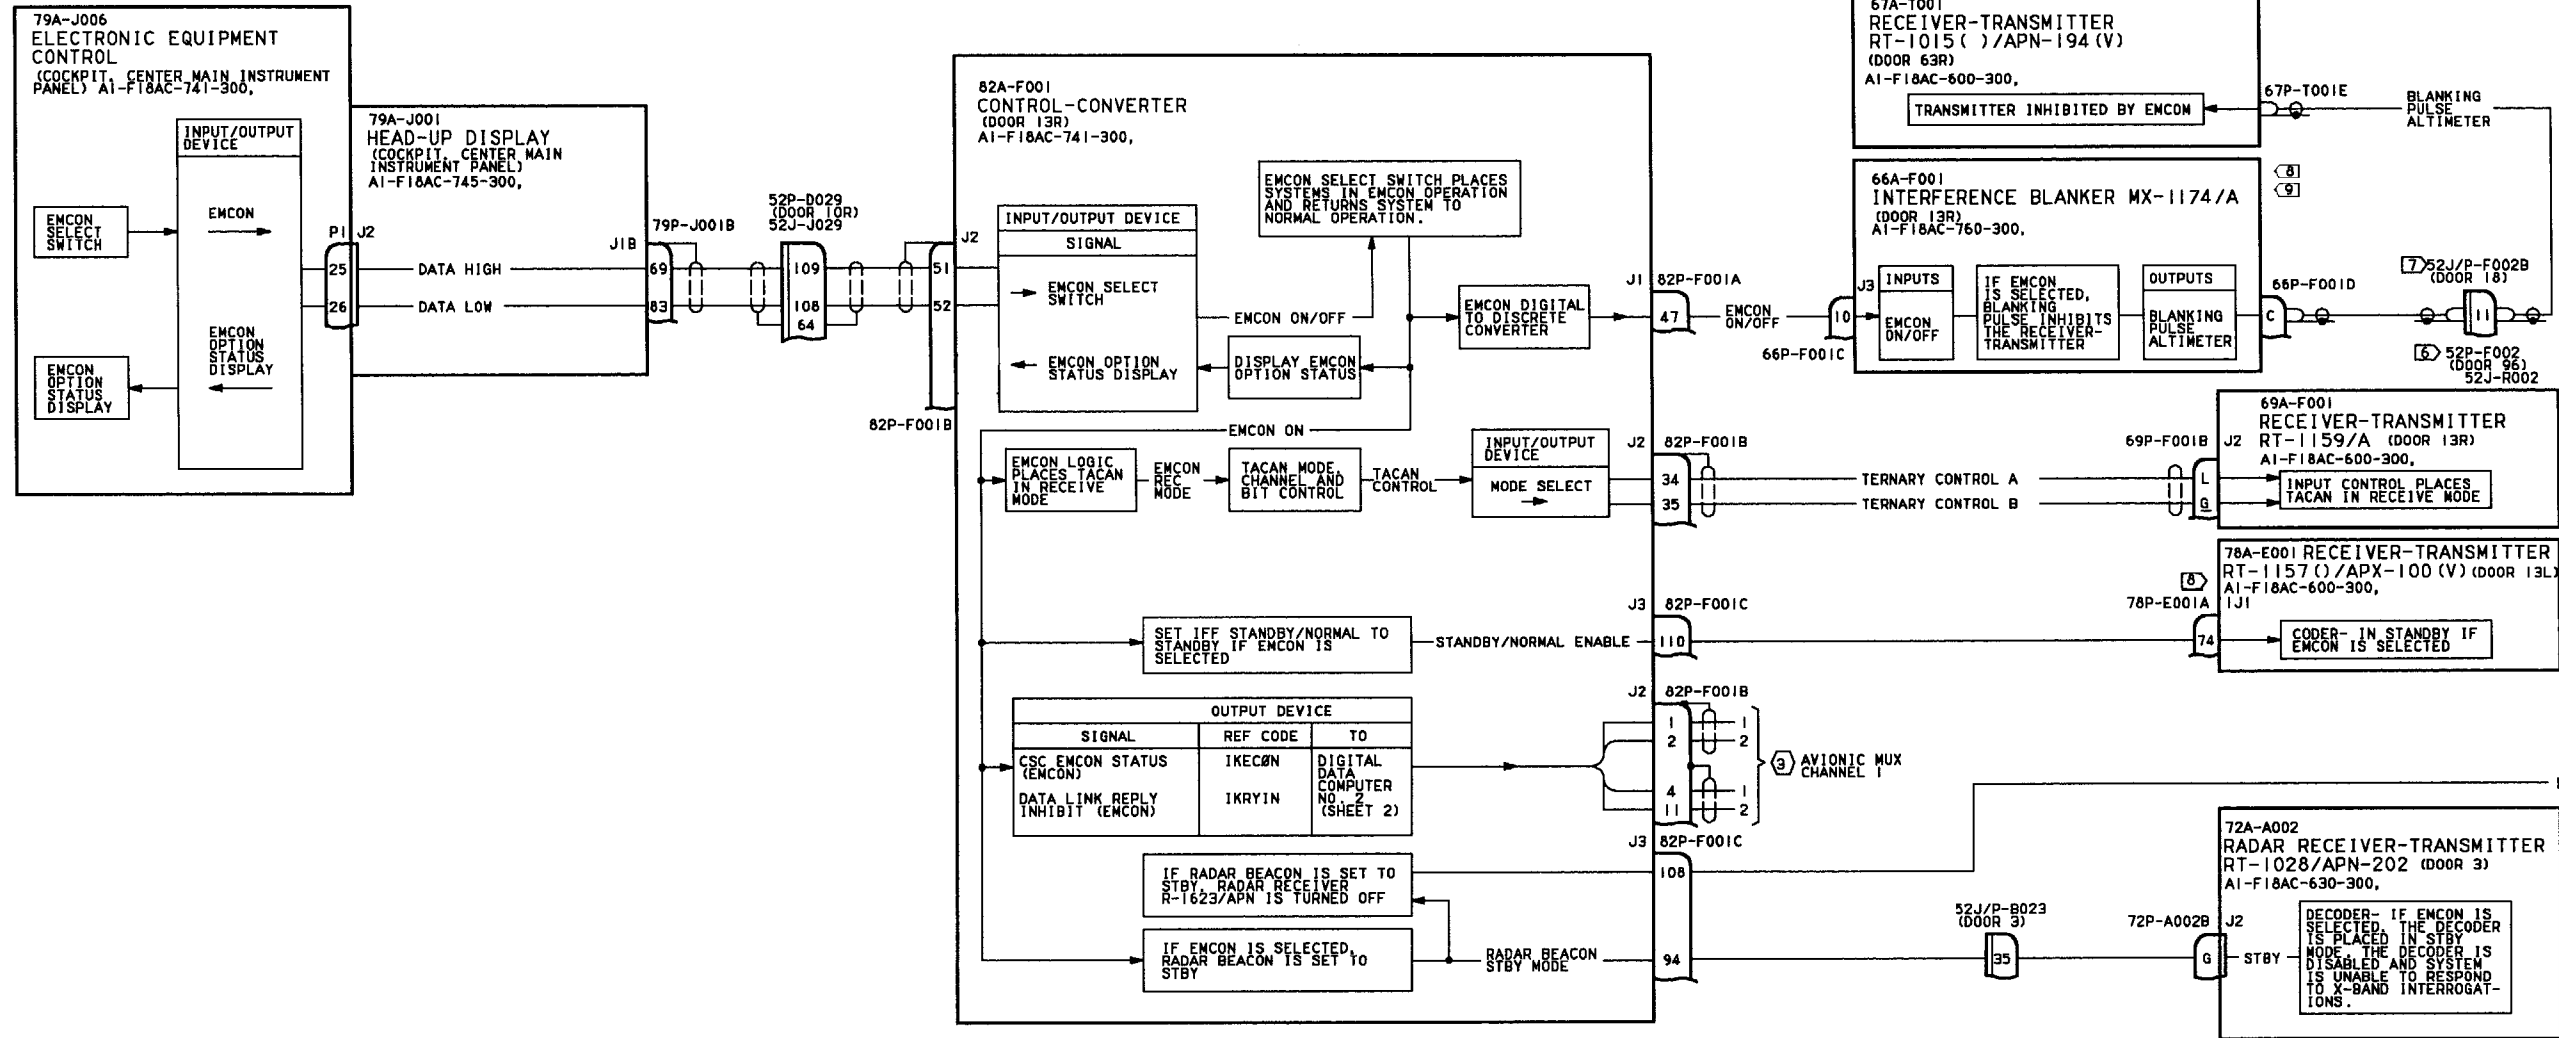 79A-J006
ELECTRONIC EQUIPMENT
CONTROL
(COCKPIT, CENTER MAIN INSTRUMENT
PANEL) A1-F18AC-741-300,
INPUT/OUTPUT
DEVICE
EMCON
SELECT
SWITCH
EMCON
EMCON
OPTION
STATUS
DISPLAY
EMCON
OPTION
STATUS
DISPLAY
P1 J2
25
26
79A-J001
HEAD-UP DISPLAY
(COCKPIT, CENTER MAIN
INSTRUMENT PANEL)
A1-F18AC-745-300,
DATA HIGH
DATA LOW
J1B
79P-J001B
69
83
52P-D029
(DOOR 10R)
52J-J029
109
108
64
J2
51
52
82P-F001B
82A-F001
CONTROL-CONVERTER
(DOOR 13R)
A1-F18AC-741-300,
INPUT/OUTPUT DEVICE
SIGNAL
EMCON SELECT
SWITCH
EMCON OPTION
STATUS DISPLAY
EMCON SELECT SWITCH PLACES
SYSTEMS IN EMCON OPERATION
AND RETURNS SYSTEM TO
NORMAL OPERATION.
EMCON ON/OFF
DISPLAY EMCON
OPTION STATUS
EMCON DIGITAL
TO DISCRETE
CONVERTER
EMCON ON
EMCON LOGIC
PLACES TACAN
IN RECEIVE
MODE
EMCON
REC
MODE
TACAN MODE,
CHANNEL AND
BIT CONTROL
TACAN
CONTROL
INPUT/OUTPUT
DEVICE
MODE SELECT
SET IFF STANDBY/NORMAL TO
STANDBY IF EMCON IS
SELECTED
STANDBY/NORMAL ENABLE
OUTPUT DEVICE
SIGNAL REF CODE TO
CSC EMCON STATUS
(EMCON)
IKECØN
DATA LINK REPLY
INHIBIT (EMCON)
IKRYIN
DIGITAL
DATA
COMPUTER
NO. 2
(SHEET 2)
IF RADAR BEACON IS SET TO
STBY, RADAR RECEIVER
R-1623/APN IS TURNED OFF
IF EMCON IS SELECTED,
RADAR BEACON IS SET TO
STBY
RADAR BEACON
STBY MODE
J1 82P-F001A
47
EMCON
ON/OFF
J2 82P-F001B
34
35
TERNARY CONTROL A
TERNARY CONTROL B
J3 82P-F001C
110
J2 82P-F001B
1 1
2 2
4 1
11 2
3 AVIONIC MUX
CHANNEL 1
J3 82P-F001C
108
94
67A-T001
RECEIVER-TRANSMITTER
RT-1015( )/APN-194(V)
(DOOR 63R)
A1-F18AC-600-300,
TRANSMITTER INHIBITED BY EMCOM
67P-T001E
BLANKING
PULSE
ALTIMETER
66A-F001
INTERFERENCE BLANKER MX-1174/A
(DOOR 13R)
A1-F18AC-760-300,
8
9
J3
10
66P-F001C
INPUTS
EMCON
ON/OFF
IF EMCON
IS SELECTED,
BLANKING
PULSE INHIBITS
THE RECEIVER-
TRANSMITTER
OUTPUTS
BLANKING
PULSE
ALTIMETER
66P-F001D
C
7 52J/P-F002B
(DOOR 18)
11
6 52P-F002
(DOOR 96)
52J-R002
69A-F001
RECEIVER-TRANSMITTER
RT-1159/A (DOOR 13R)
A1-F18AC-600-300,
69P-F001B J2
L
G
INPUT CONTROL PLACES
TACAN IN RECEIVE MODE
78A-E001 RECEIVER-TRANSMITTER
RT-1157()/APX-100(V) (DOOR 13L)
A1-F18AC-600-300,
8
78P-E001A 1J1
74
CODER- IN STANDBY IF
EMCON IS SELECTED
72A-A002
RADAR RECEIVER-TRANSMITTER
RT-1028/APN-202 (DOOR 3)
A1-F18AC-630-300,
52J/P-B023
(DOOR 3)
35
72P-A002B J2
G
STBY
DECODER- IF EMCON IS
SELECTED, THE DECODER
IS PLACED IN STBY
MODE. THE DECODER IS
DISABLED AND SYSTEM
IS UNABLE TO RESPOND
TO X-BAND INTERROGAT-
IONS.